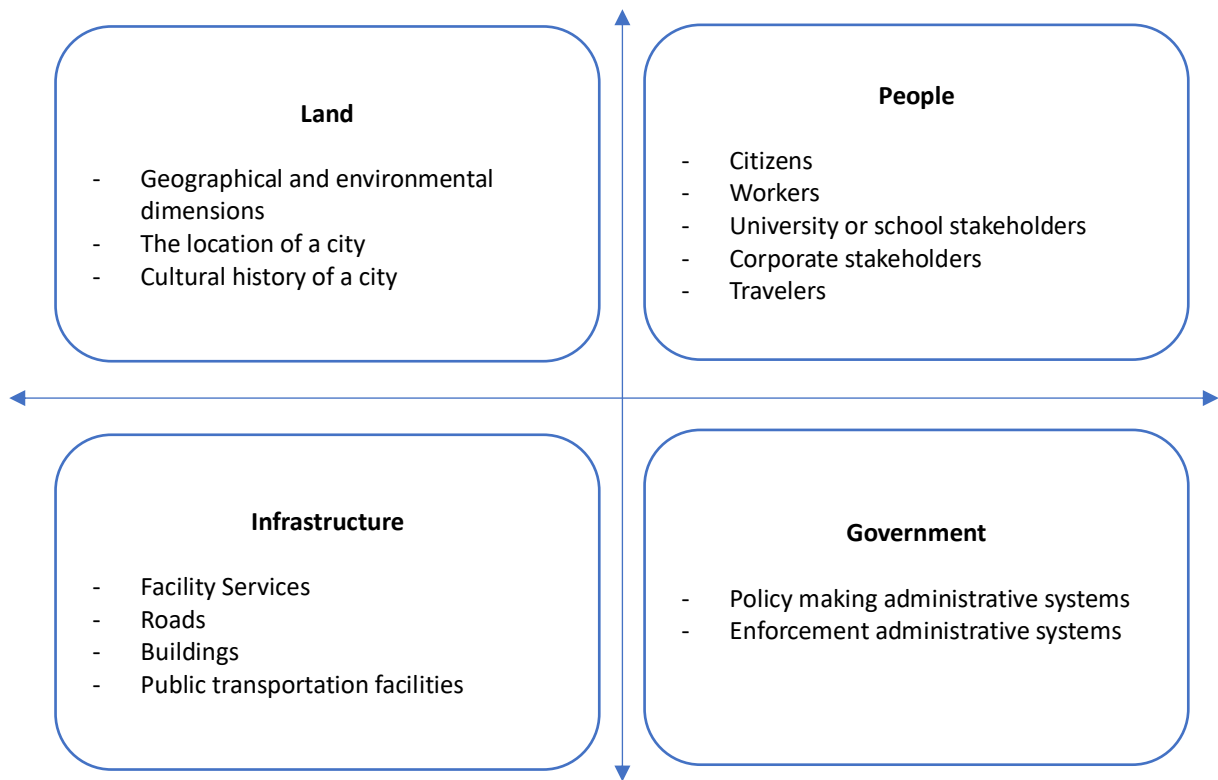 Land
- Geographical and environmental
dimensions
- The location of a city
- Cultural history of a city
People
- Citizens
- Workers
- University or school stakeholders
- Corporate stakeholders
- Travelers
Infrastructure
- Facility Services
- Roads
- Buildings
- Public transportation facilities
Government
- Policy making administrative systems
- Enforcement administrative systems